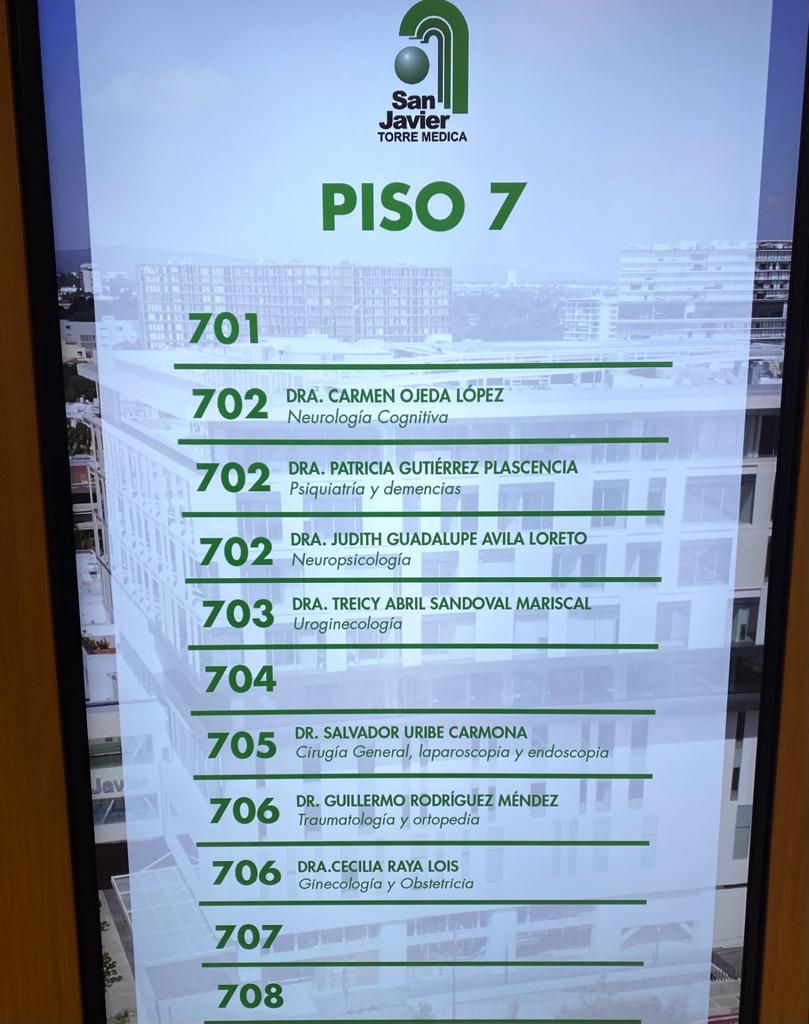 San
Javier
TORRE MEDICA
PISO 7
701
702 DRA. CARMEN OJEDA LÓPEZ
Neurología Cognitiva
702 DRA. PATRICIA GUTIÉRREZ PLASCENCIA
Psiquiatría y demencias
702 DRA. JUDITH GUADALUPE AVILA LORETO
Neuropsicología
703 DRA. TREICY ABRIL SANDOVAL MARISCAL
Uroginecología
704
705 DR. SALVADOR URIBE CARMONA
Cirugía General, laparoscopia y endoscopia
706 DR. GUILLERMO RODRÍGUEZ MÉNDEZ
Traumatología y ortopedia
Javier
706 DRA.CECILIA RAYA LOIS
Ginecología y Obstetricia
707
708